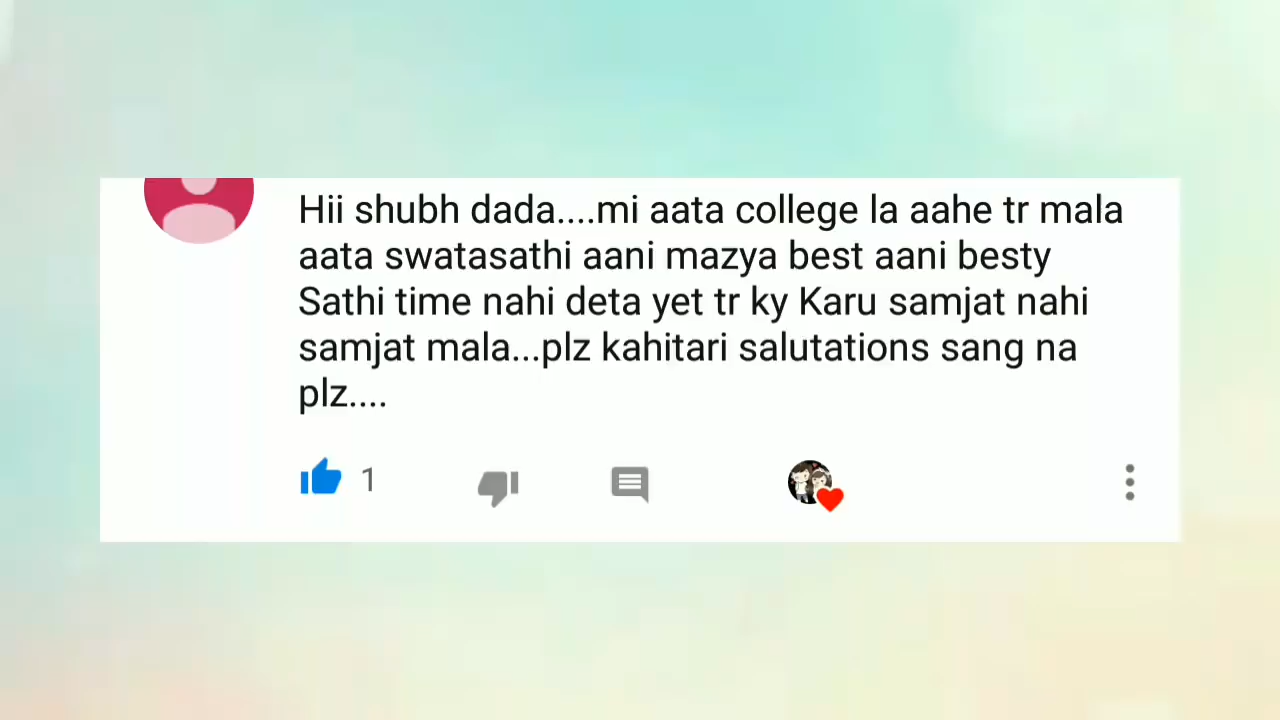 Hii shubh dada....mi aata college la aahe tr mala
aata swatasathi aani mazya best aani besty
Sathi time nahi deta yet tr ky Karu samjat nahi
samjat mala...plz kahitari salutations sang na
plz....
1